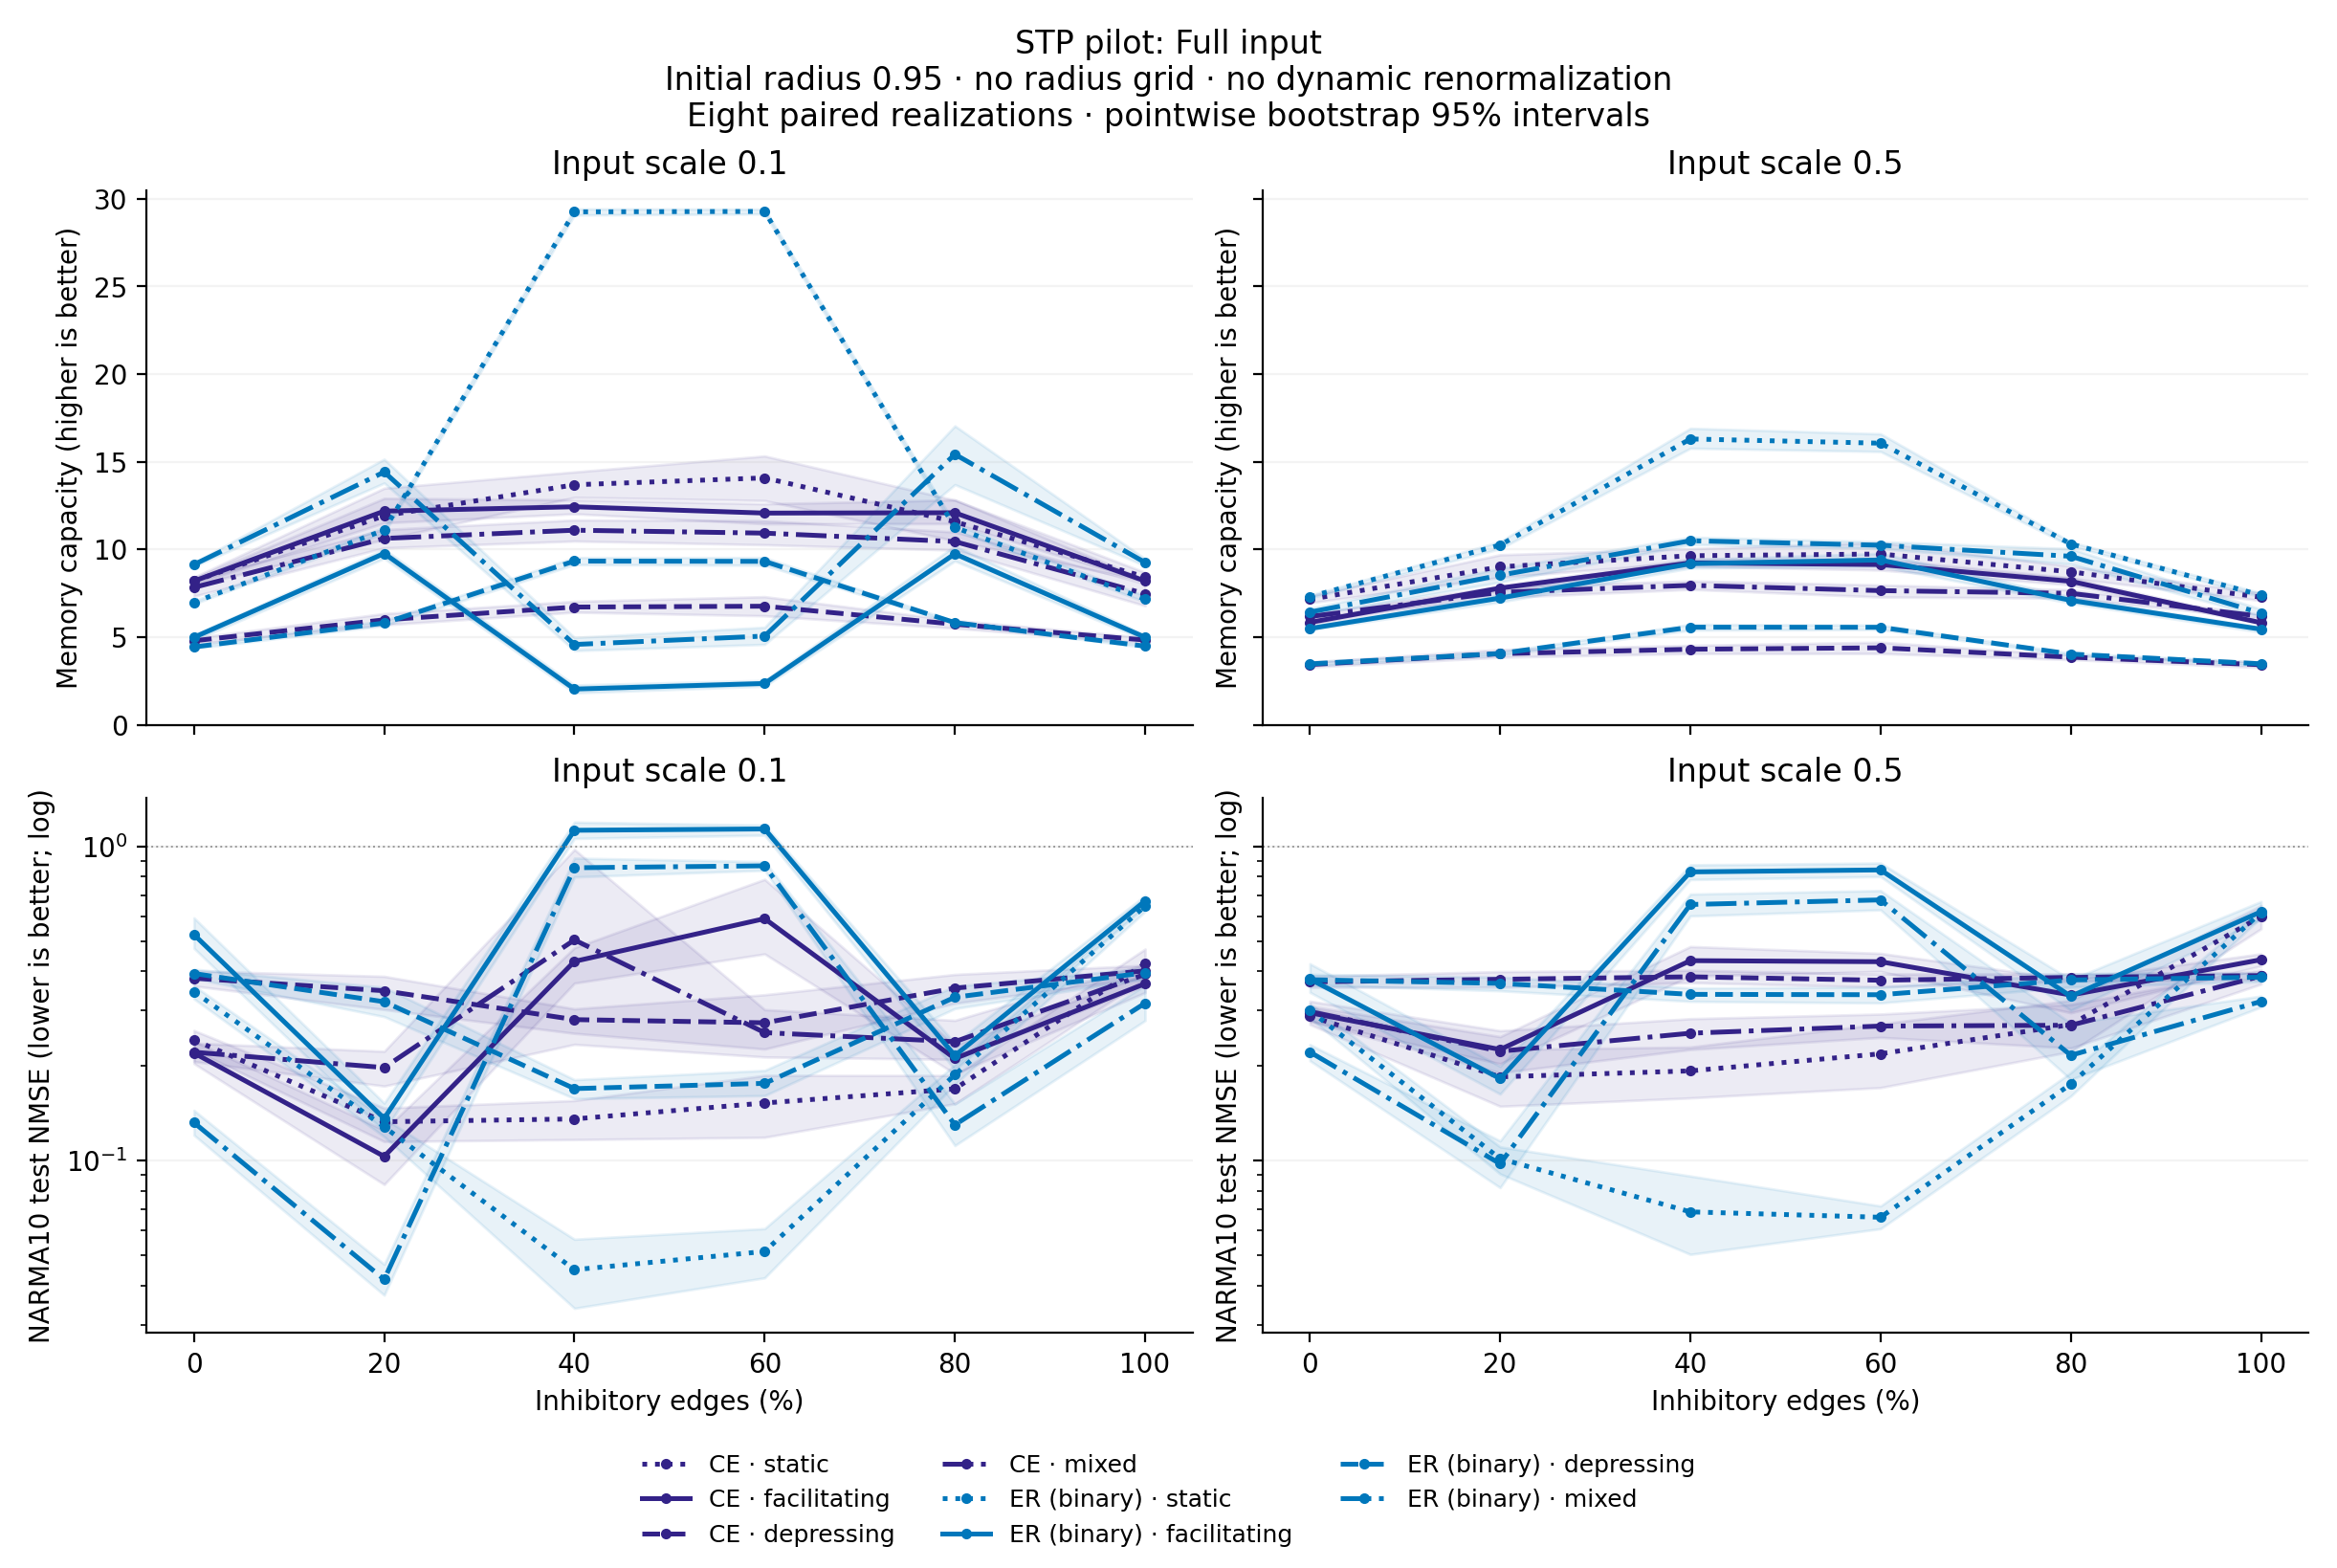 STP pilot: Full input
Initial radius 0.95 · no radius grid · no dynamic renormalization
Eight paired realizations · pointwise bootstrap 95% intervals
Input scale 0.1
Input scale 0.5
Memory capacity (higher is better)
30
25
20
15
10
5
0
Memory capacity (higher is better)
Input scale 0.1
Input scale 0.5
NARMA10 test NMSE (lower is better; log)
10⁰
10⁻¹
NARMA10 test NMSE (lower is better; log)
0 20 40 60 80 100
0 20 40 60 80 100
Inhibitory edges (%)
Inhibitory edges (%)
CE · static
CE · facilitating
CE · depressing
CE · mixed
ER (binary) · static
ER (binary) · facilitating
ER (binary) · depressing
ER (binary) · mixed